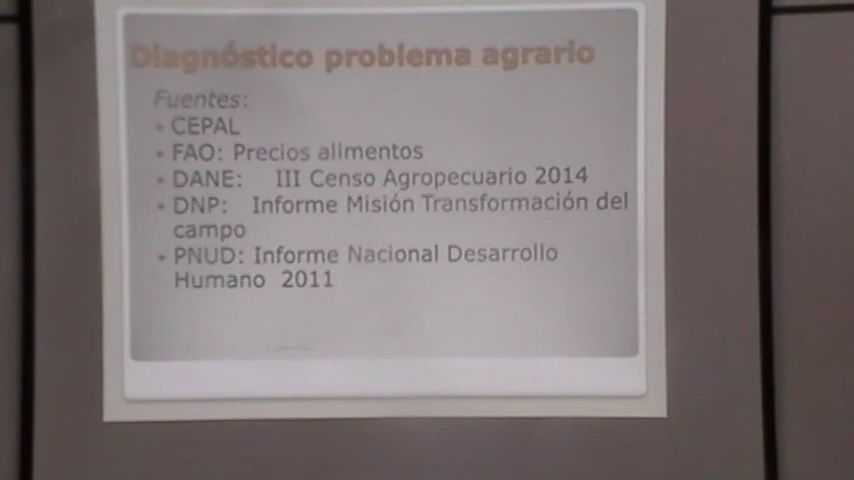 Diagnóstico problema agrario
Fuentes:
• CEPAL
• FAO: Precios alimentos
• DANE: III Censo Agropecuario 2014
• DNP: Informe Misión Transformación del
campo
• PNUD: Informe Nacional Desarrollo
Humano 2011